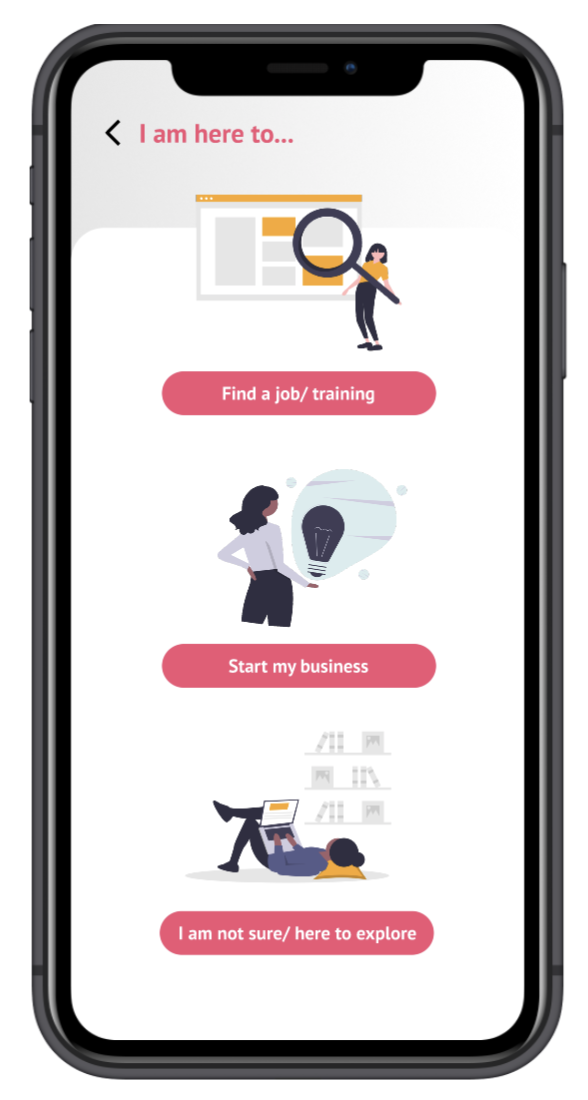 I am here to...
Find a job/ training
Start my business
I am not sure/ here to explore